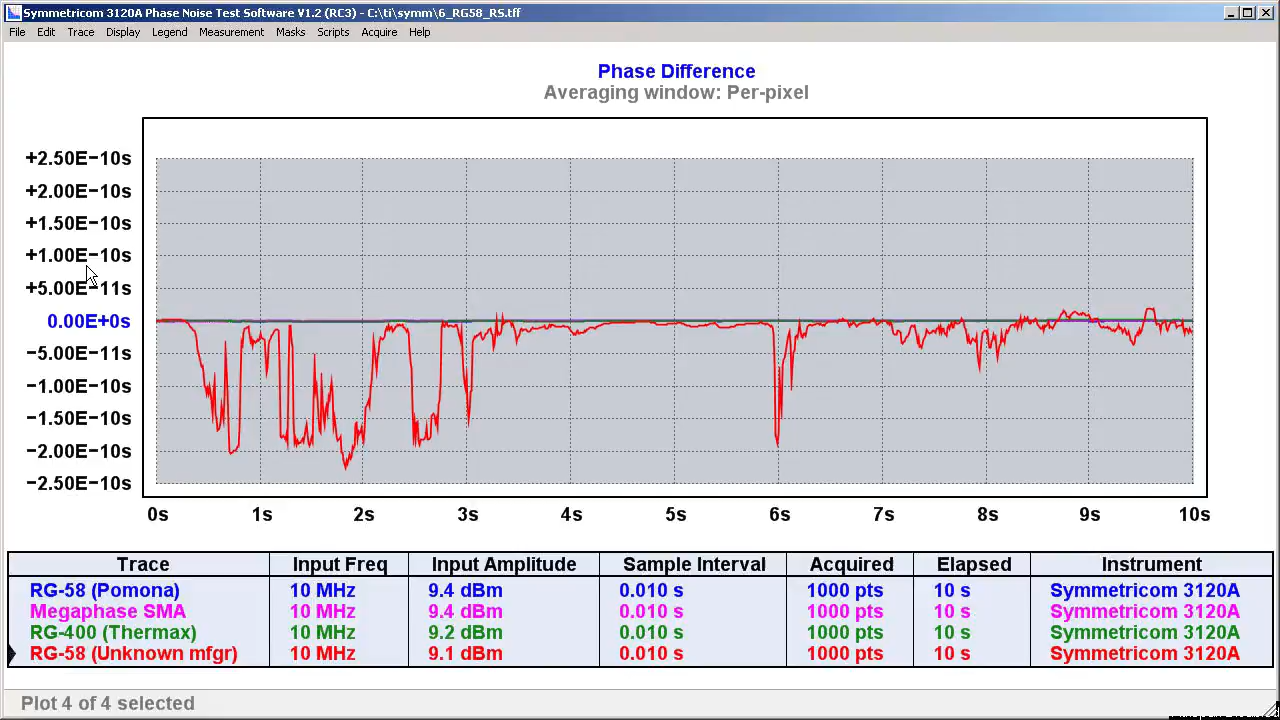 Symmetricom 3120A Phase Noise Test Software V1.2 (RC3) - C:\ti\symm\6_RG58_RS.tff
File Edit Trace Display Legend Measurement Masks Scripts Acquire Help
Phase Difference
Averaging window: Per-pixel
+2.50E−10s
+2.00E−10s
+1.50E−10s
+1.00E−10s
+5.00E−11s
0.00E+0s
−5.00E−11s
−1.00E−10s
−1.50E−10s
−2.00E−10s
−2.50E−10s
0s 1s 2s 3s 4s 5s 6s 7s 8s 9s 10s
Trace Input Freq Input Amplitude Sample Interval Acquired Elapsed Instrument
RG-58 (Pomona) 10 MHz 9.4 dBm 0.010 s 1000 pts 10 s Symmetricom 3120A
Megaphase SMA 10 MHz 9.4 dBm 0.010 s 1000 pts 10 s Symmetricom 3120A
RG-400 (Thermax) 10 MHz 9.2 dBm 0.010 s 1000 pts 10 s Symmetricom 3120A
RG-58 (Unknown mfgr) 10 MHz 9.1 dBm 0.010 s 1000 pts 10 s Symmetricom 3120A
Plot 4 of 4 selected